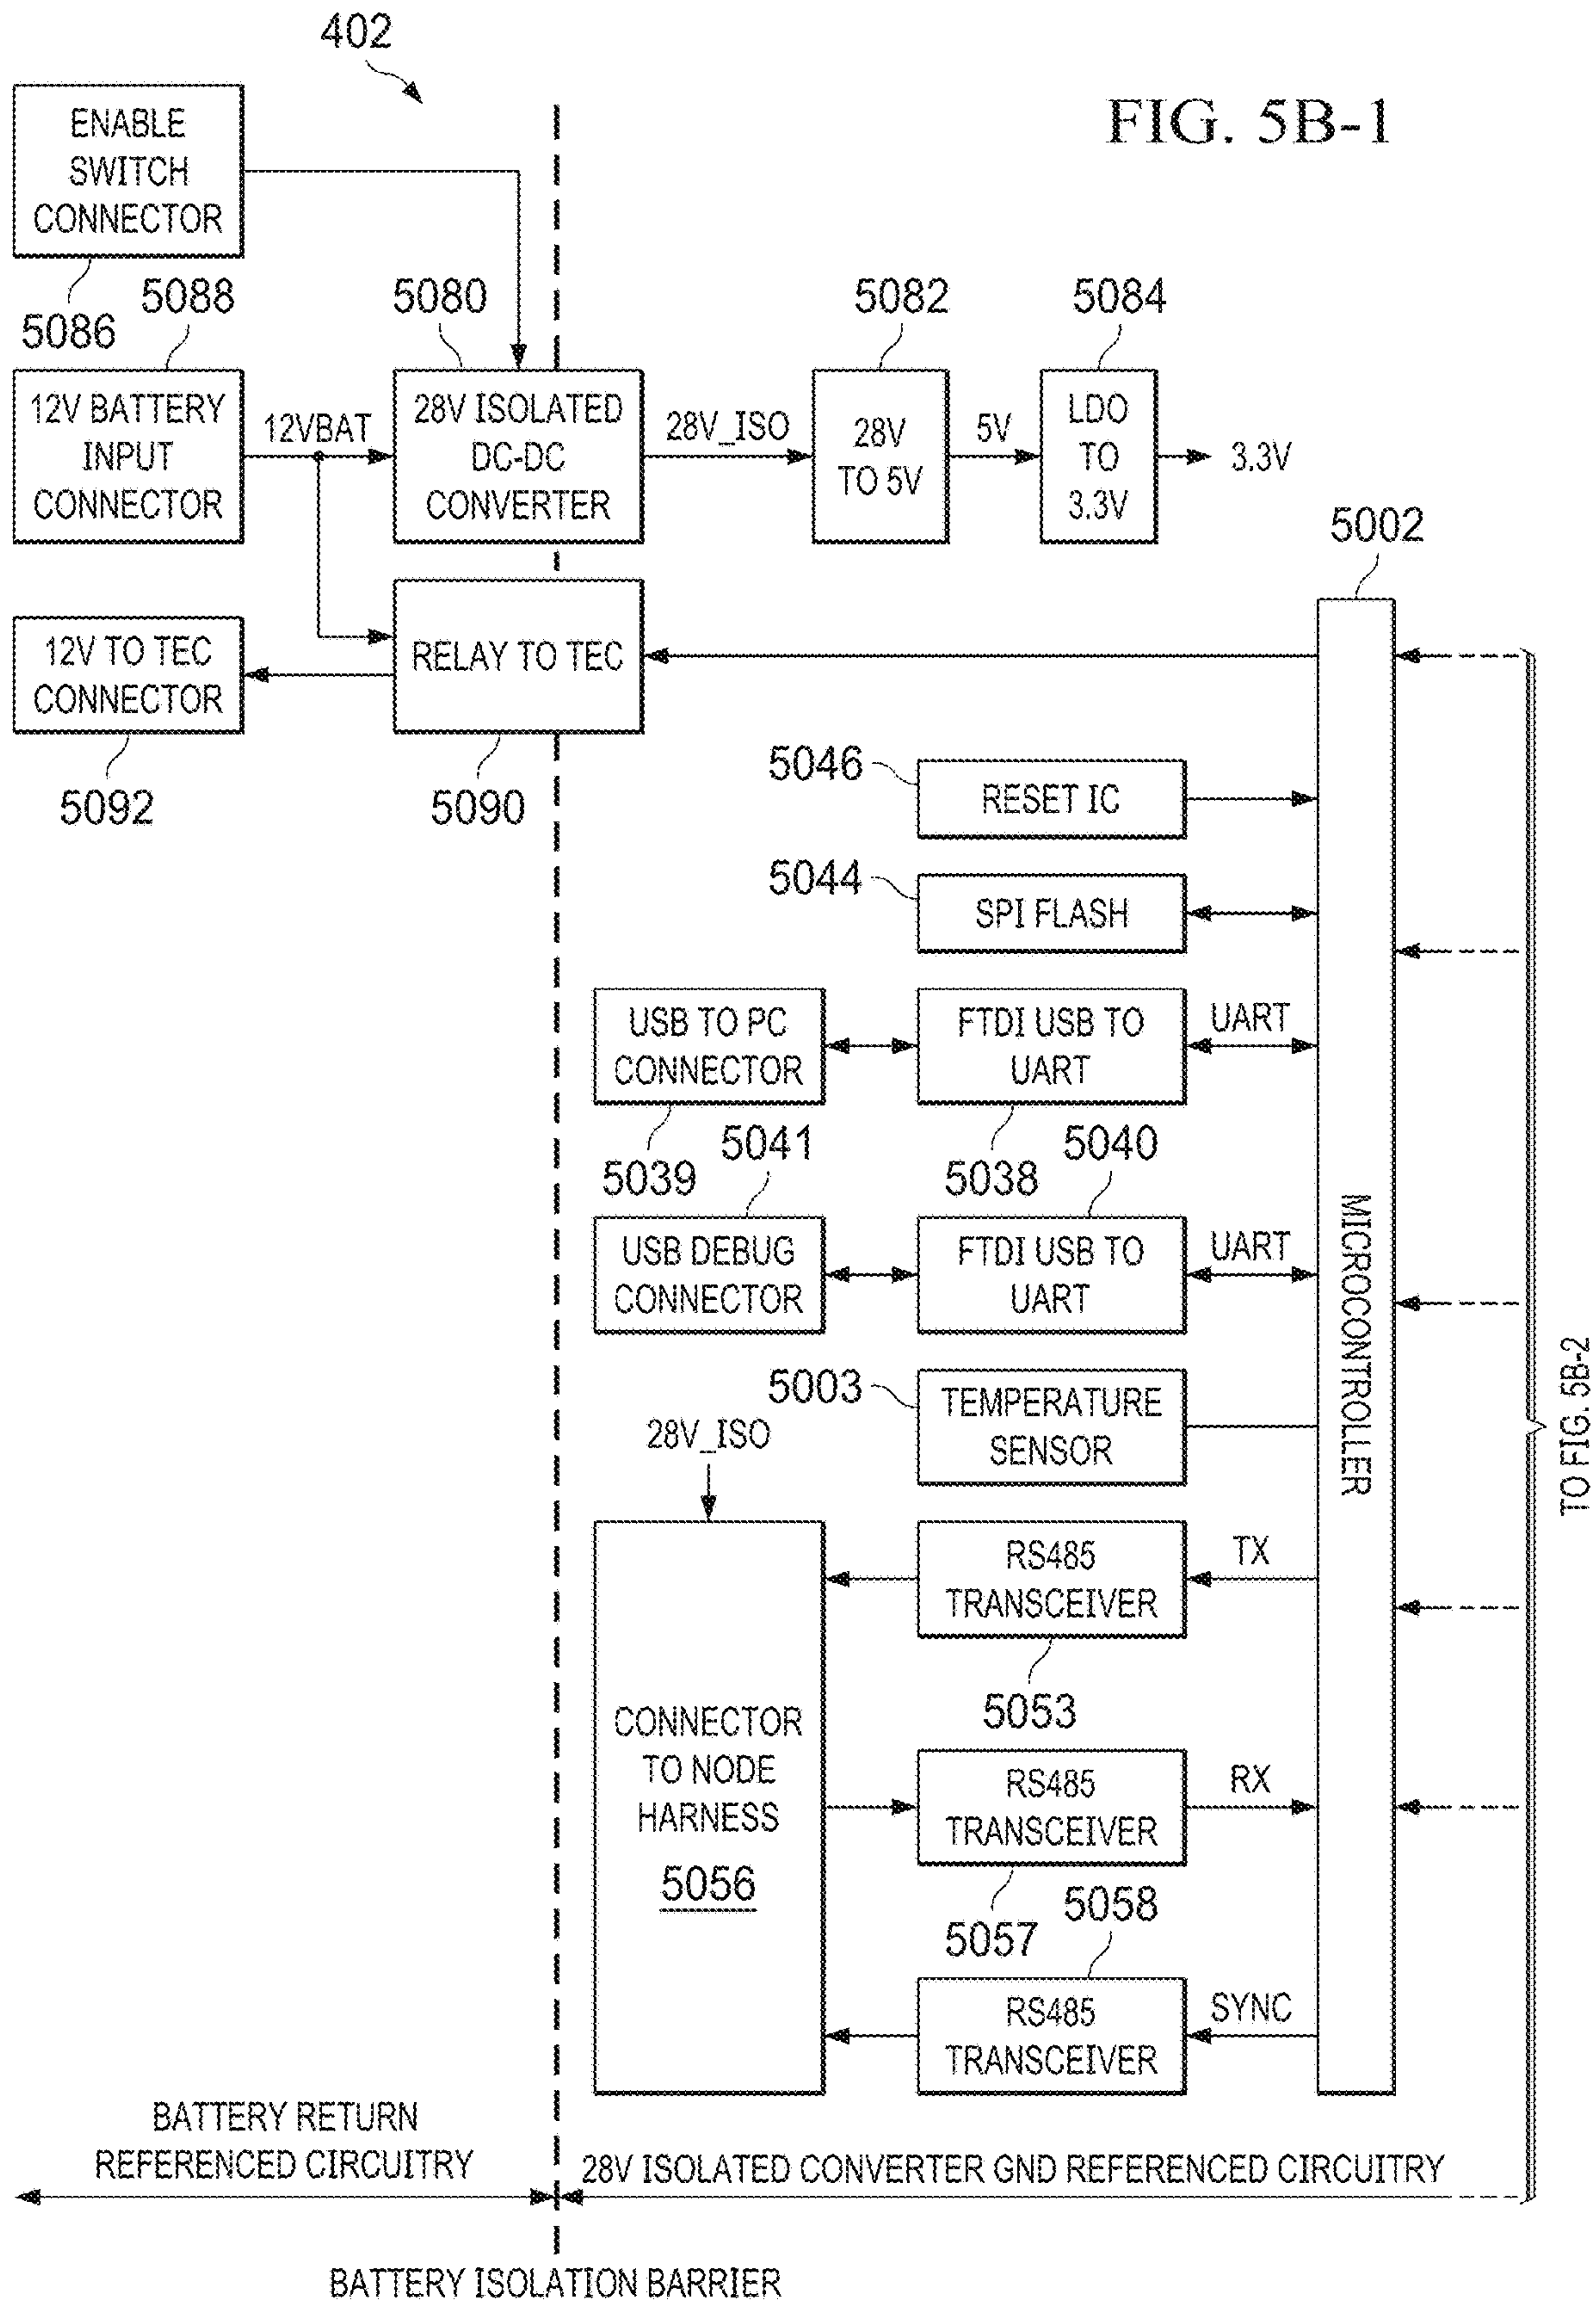 402
FIG. 5B-1
ENABLE
SWITCH
CONNECTOR
5086
5088
5080
5082
5084
12V BATTERY
INPUT
CONNECTOR
12VBAT
28V ISOLATED
DC-DC
CONVERTER
28V_ISO
28V
TO 5V
5V
LDO
TO
3.3V
3.3V
5002
12V TO TEC
CONNECTOR
RELAY TO TEC
5092
5090
5046
RESET IC
5044
SPI FLASH
USB TO PC
CONNECTOR
FTDI USB TO
UART
UART
5039
5041
5038
5040
USB DEBUG
CONNECTOR
FTDI USB TO
UART
UART
MICROCONTROLLER
5003
TEMPERATURE
SENSOR
28V_ISO
TO FIG. 5B-2
RS485
TRANSCEIVER
TX
5053
CONNECTOR
TO NODE
HARNESS
5056
RS485
TRANSCEIVER
RX
5057
5058
RS485
TRANSCEIVER
SYNC
BATTERY RETURN
REFERENCED CIRCUITRY
28V ISOLATED CONVERTER GND REFERENCED CIRCUITRY
BATTERY ISOLATION BARRIER